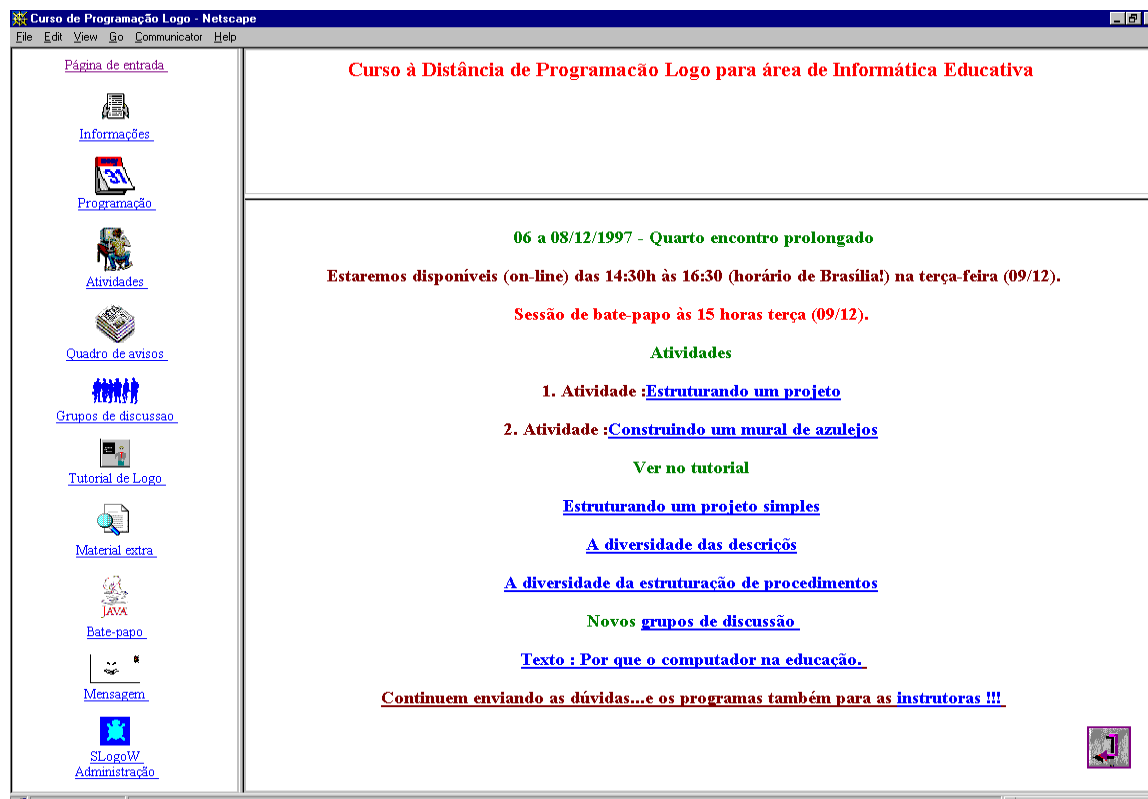 Curso de Programação Logo - Netscape
File Edit View Go Communicator Help
Página de entrada
Informações
31
Programação
Atividades
Quadro de avisos
Grupos de discussao
Tutorial de Logo
Material extra
JAVA
Bate-papo
Mensagem
SLogoW
Administração
Curso à Distância de Programacão Logo para área de Informática Educativa
06 a 08/12/1997 - Quarto encontro prolongado
Estaremos disponíveis (on-line) das 14:30h às 16:30 (horário de Brasília!) na terça-feira (09/12).
Sessão de bate-papo às 15 horas terça (09/12).
Atividades
1. Atividade :Estruturando um projeto
2. Atividade :Construindo um mural de azulejos
Ver no tutorial
Estruturando um projeto simples
A diversidade das descriçõs
A diversidade da estruturação de procedimentos
Novos grupos de discussão
Texto : Por que o computador na educação.
Continuem enviando as dúvidas...e os programas também para as instrutoras !!!